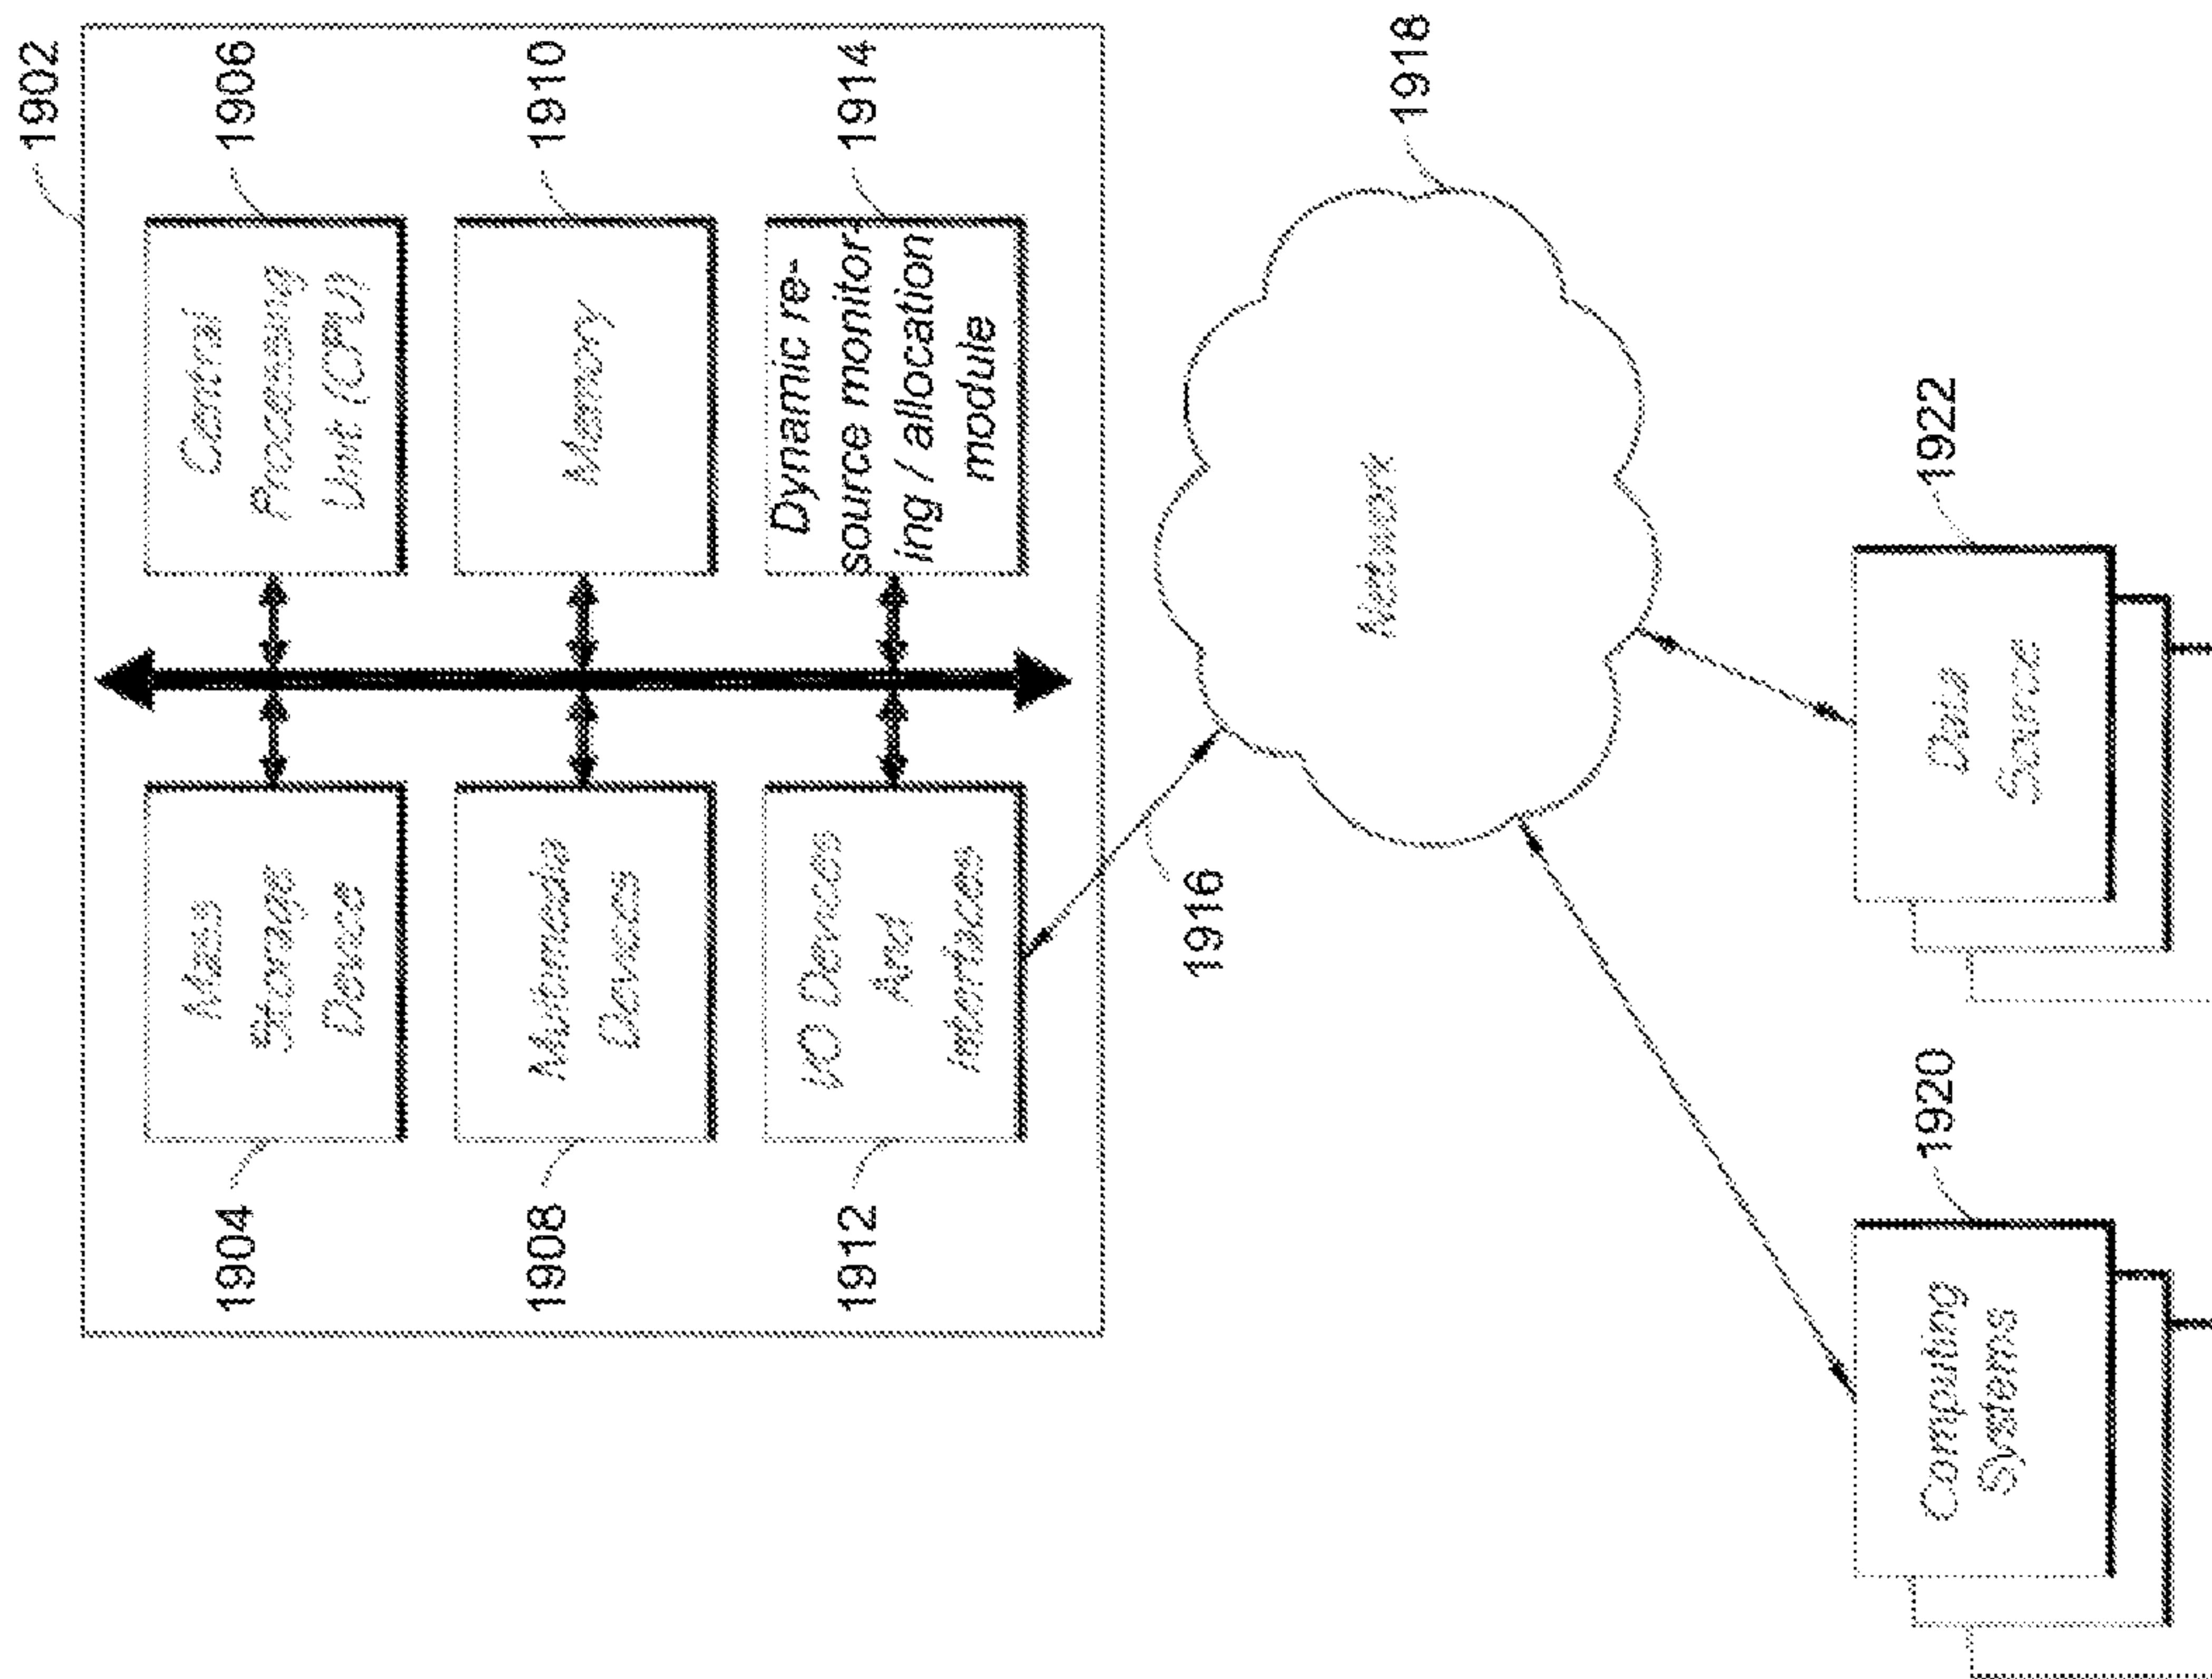 1902
1904
Mass
Storage
Device
Central
Processing
Unit (CPU)
1906
1908
Mutimedia
Devices
Memory
1910
1912
I/O Devices
And
Interfaces
Dynamic re-
source monitor-
ing / allocation
module
1914
1916
Network
1918
1920
Computing
Systems
1922
Data
Source